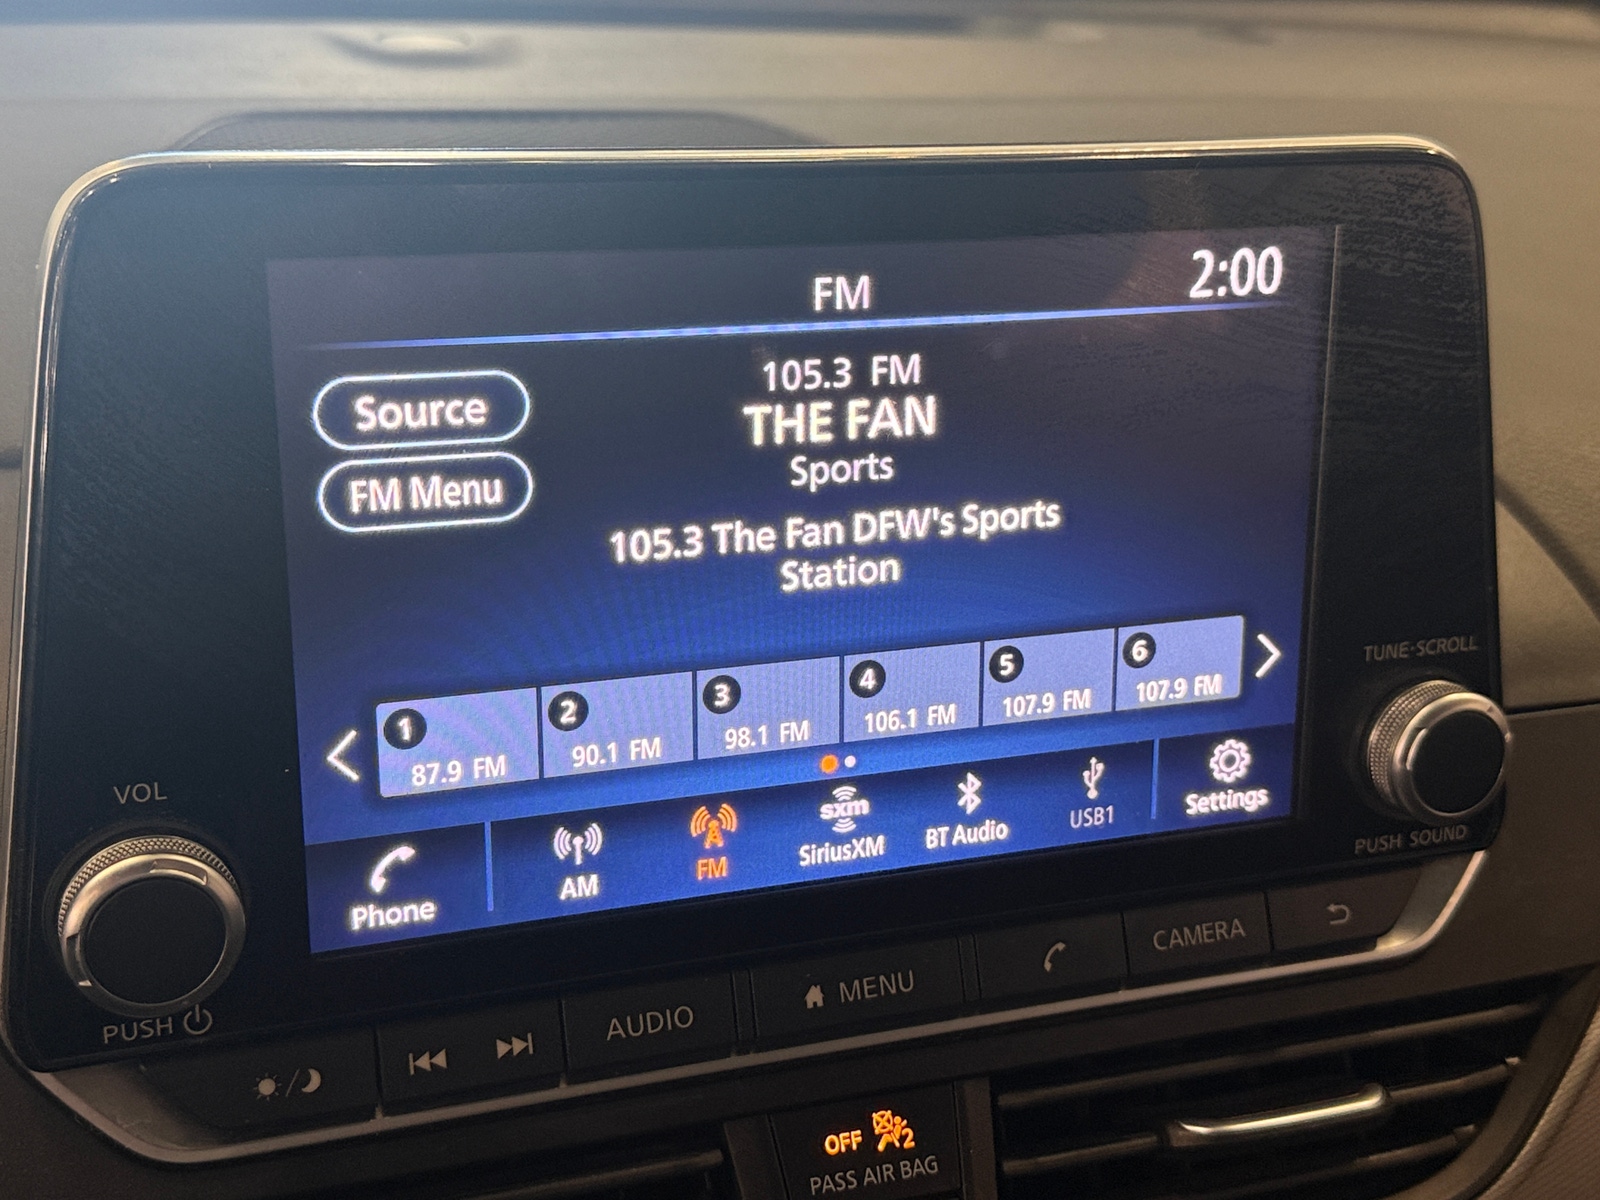 FM
2:00
Source
FM Menu
105.3 FM
THE FAN
Sports
105.3 The Fan DFW's Sports
Station
1
87.9 FM
2
90.1 FM
3
98.1 FM
4
106.1 FM
5
107.9 FM
6
107.9 FM
Phone
AM
FM
sxm
SiriusXM
BT Audio
USB1
Settings
VOL
PUSH
TUNE·SCROLL
PUSH SOUND
AUDIO
MENU
CAMERA
OFF
2
PASS AIR BAG